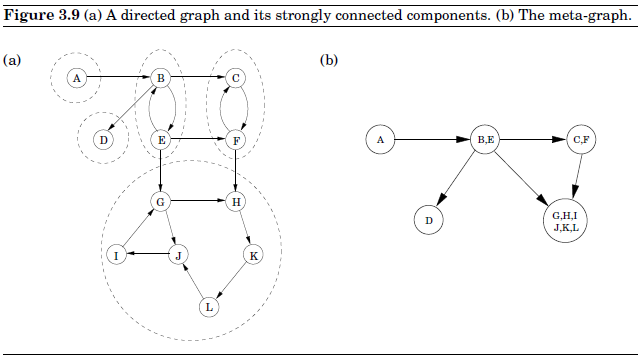 Figure 3.9 (a) A directed graph and its strongly connected components. (b) The meta-graph.
(a)
A
B
C
D
E
F
G
H
I
J
K
L
(b)
A
B,E
C,F
D
G,H,I
J,K,L